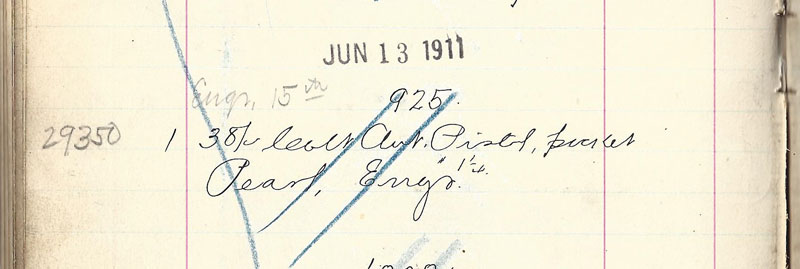 JUN 13 1911
Engr. 15th
925.
29350 1 38/c Colt Aut. Pistol, pocket
Pearl, Engr.